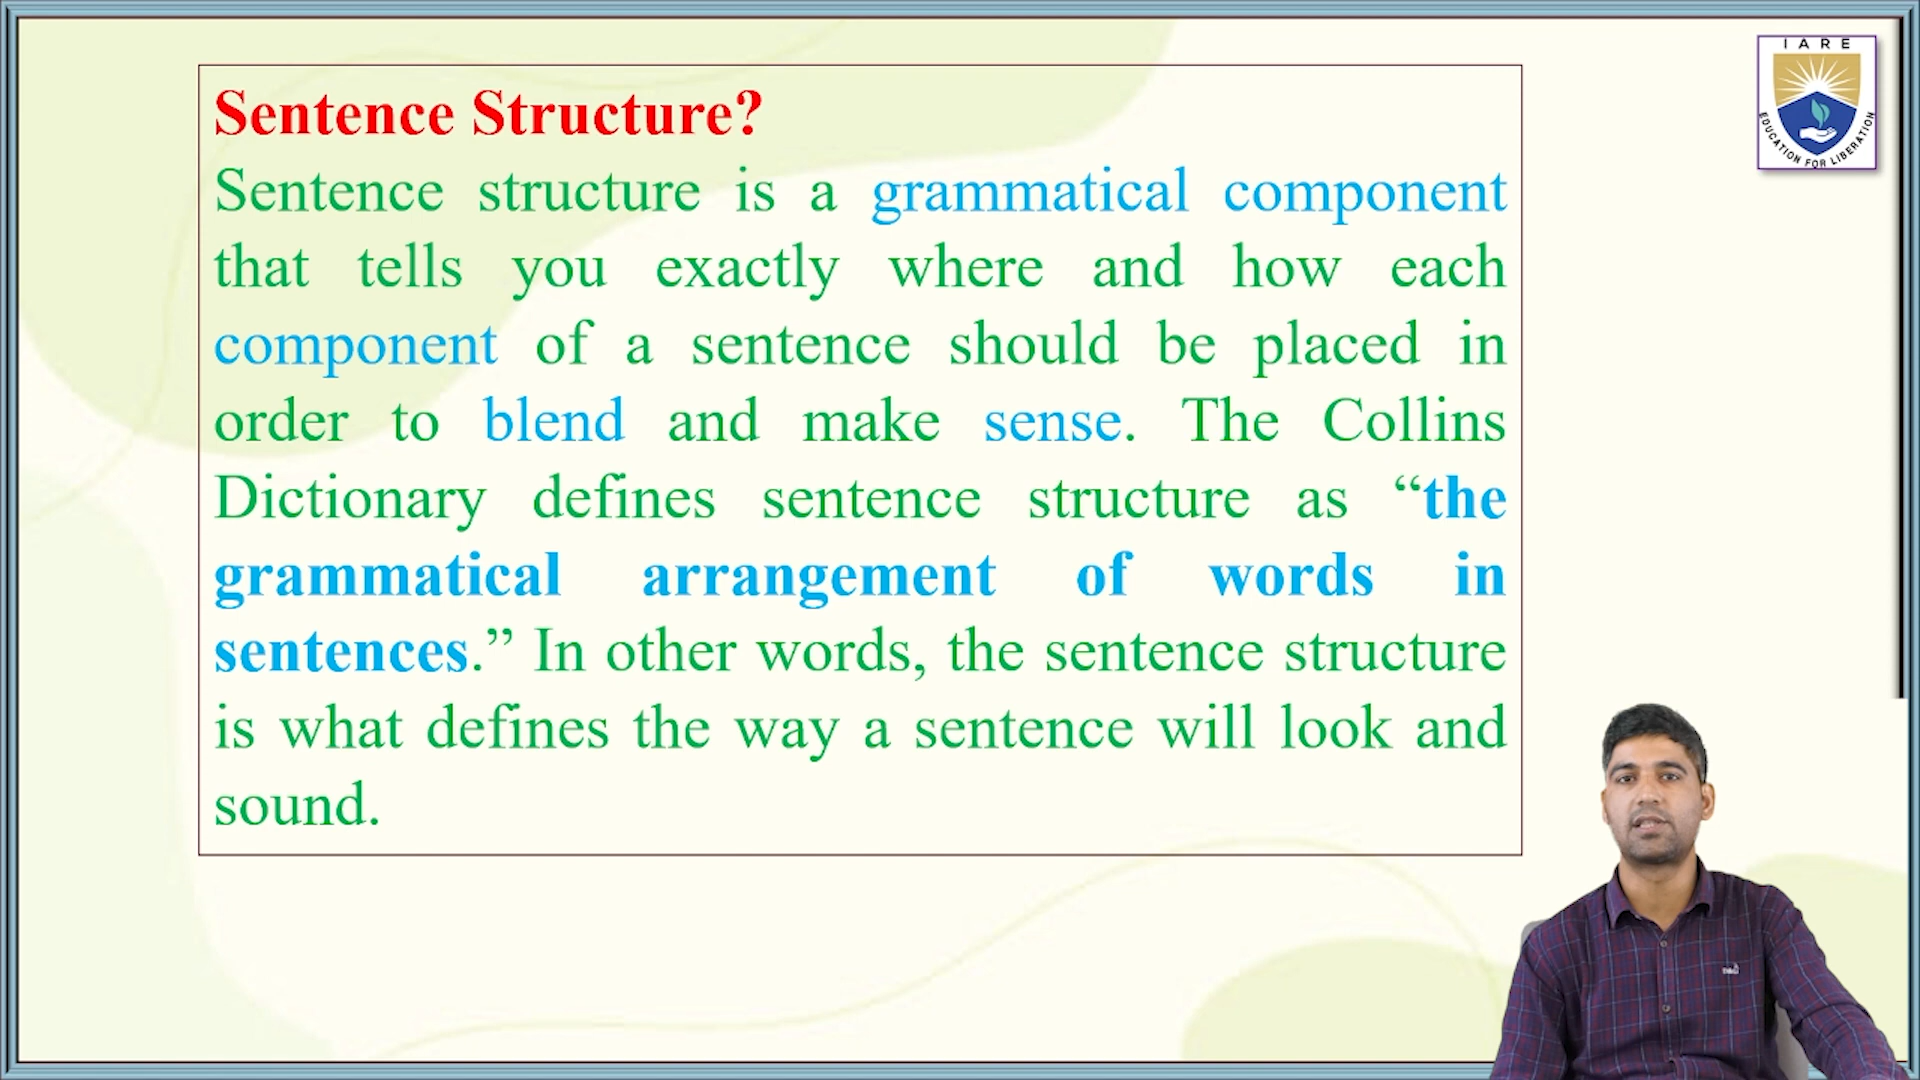 Sentence Structure?
Sentence structure is a grammatical component
that tells you exactly where and how each
component of a sentence should be placed in
order to blend and make sense. The Collins
Dictionary defines sentence structure as “the
grammatical arrangement of words in
sentences.” In other words, the sentence structure
is what defines the way a sentence will look and
sound.
I A R E
EDUCATION FOR LIBERATION